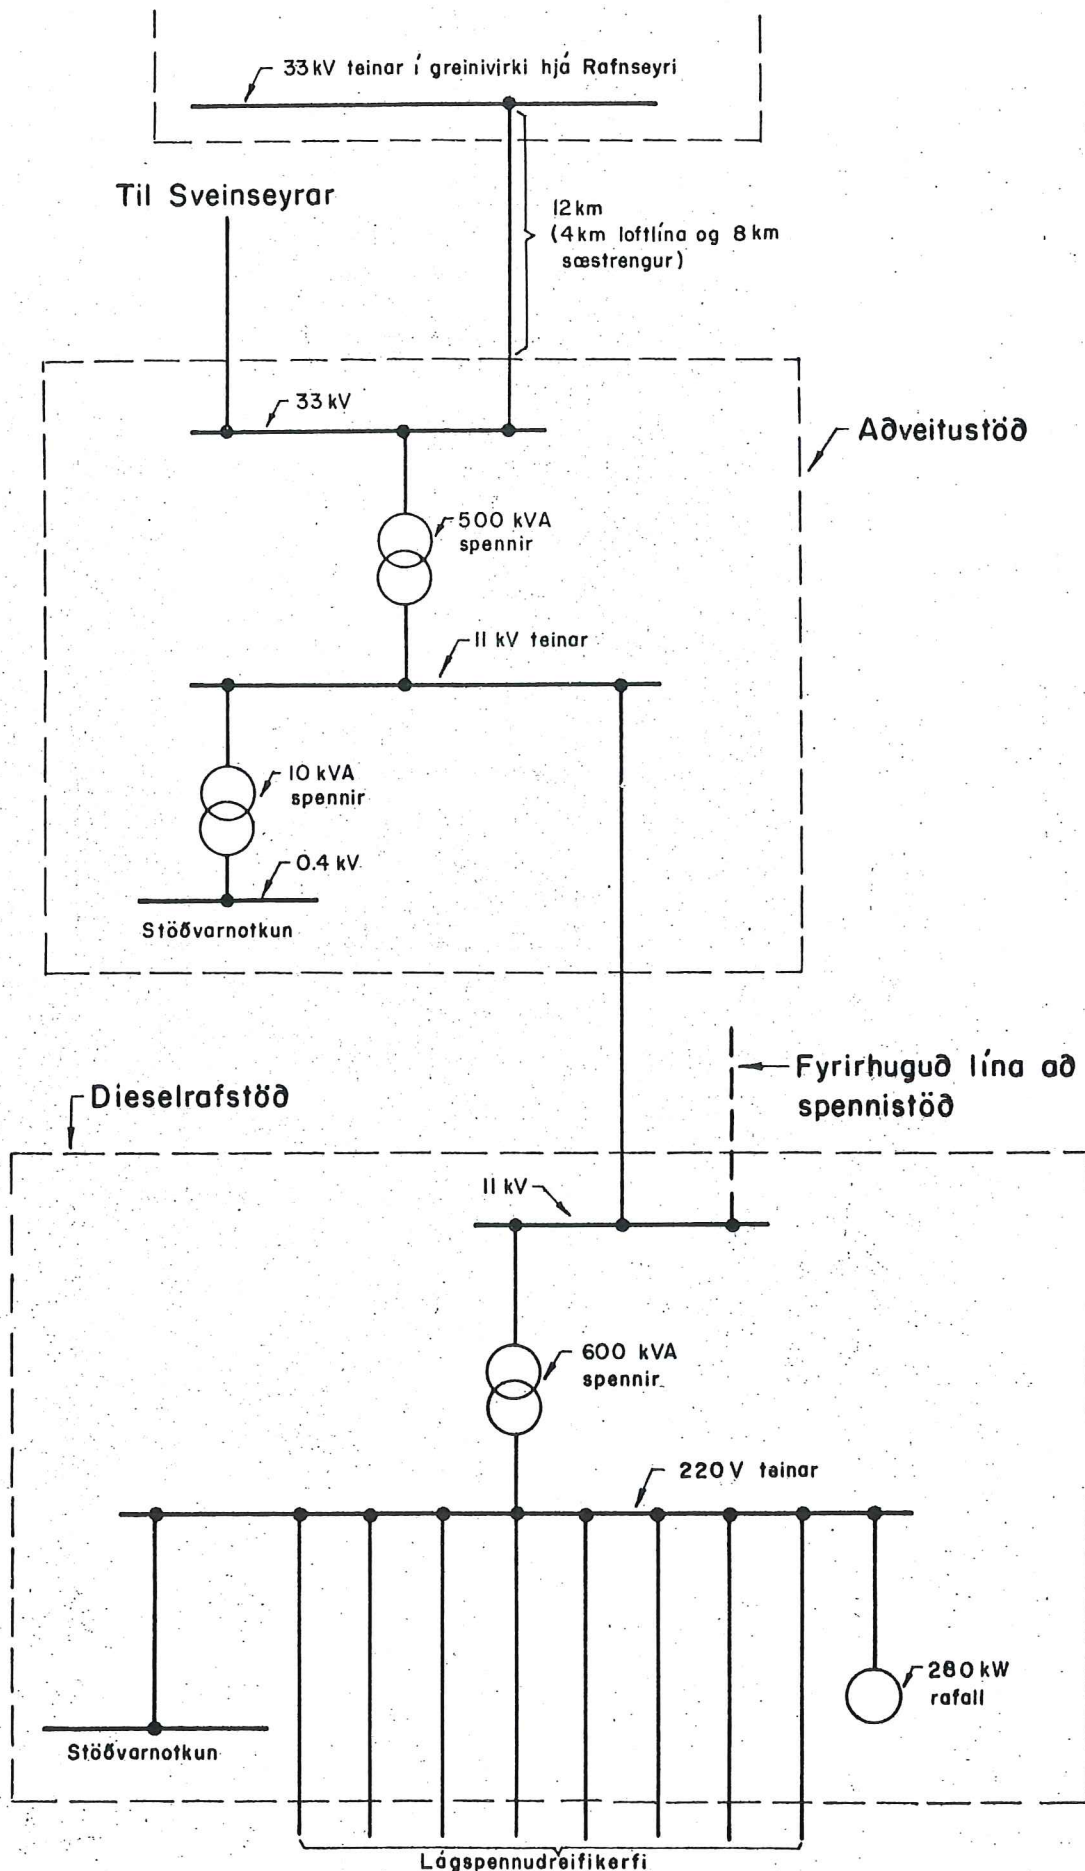 33 kV teinar í greinivirki hjá Rafnseyri
Til Sveinseyrar
12 km
(4km loftlína og 8 km
sæstrengur)
33 kV
Aðveitustöð
500 kVA
spennir
11 kV teinar
10 kVA
spennir
0.4 kV
Stöðvarnotkun
Fyrirhuguð lína að
spennistöð
Dieselrafstöð
11 kV
600 kVA
spennir
220 V teinar
280 kW
rafall
Stöðvarnotkun
Lágspennudreifikerfi